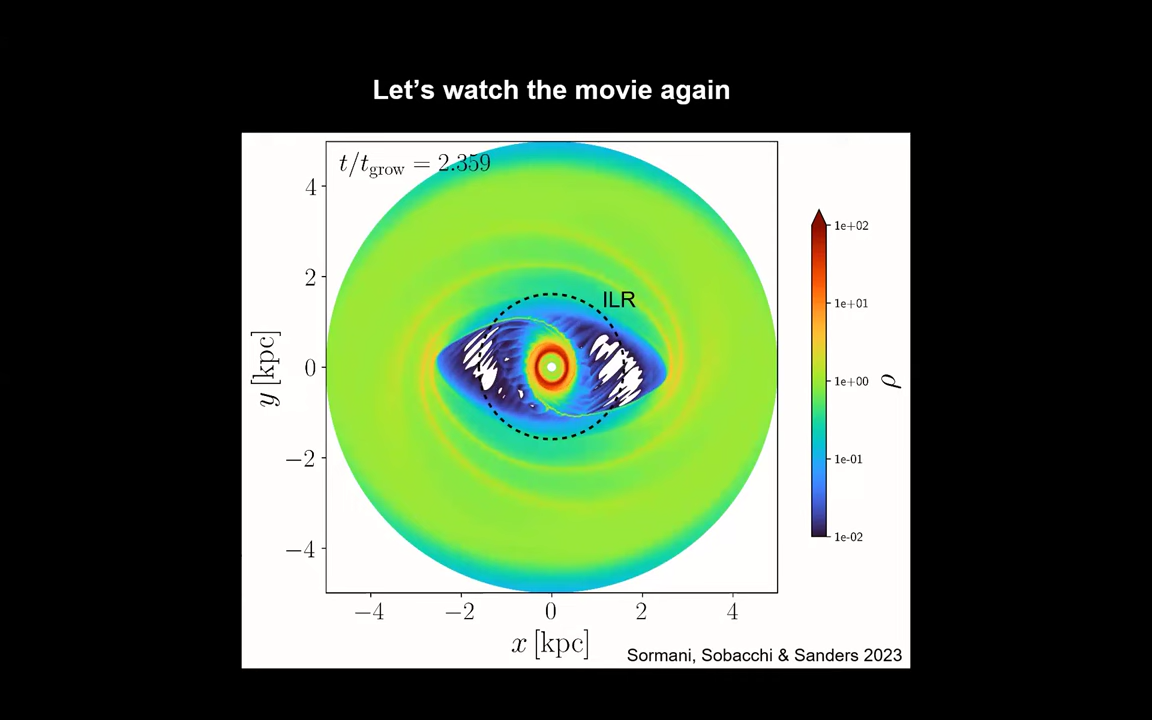 Let's watch the movie again
t/t_grow = 2.359
ILR
4
2
0
−2
−4
y [kpc]
−4
−2
0
2
4
x [kpc]
1e+02
1e+01
1e+00
1e-01
1e-02
ρ
Sormani, Sobacchi & Sanders 2023